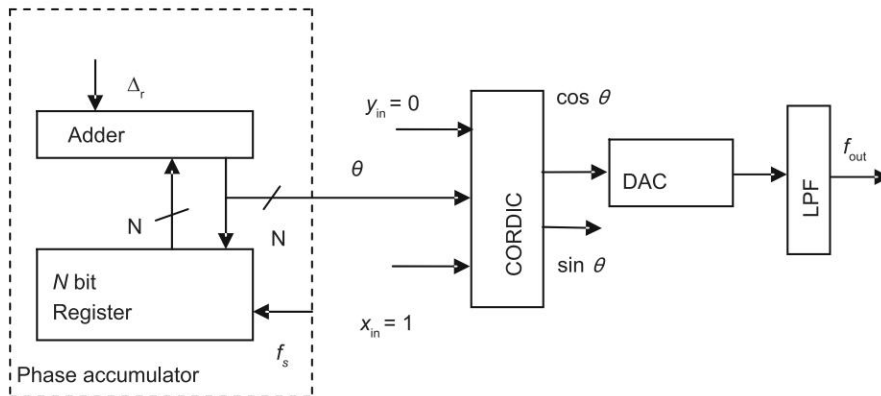 Δr
Adder
N
N
N bit
Register
fs
Phase accumulator
θ
yin = 0
xin = 1
CORDIC
cos θ
sin θ
DAC
LPF
fout